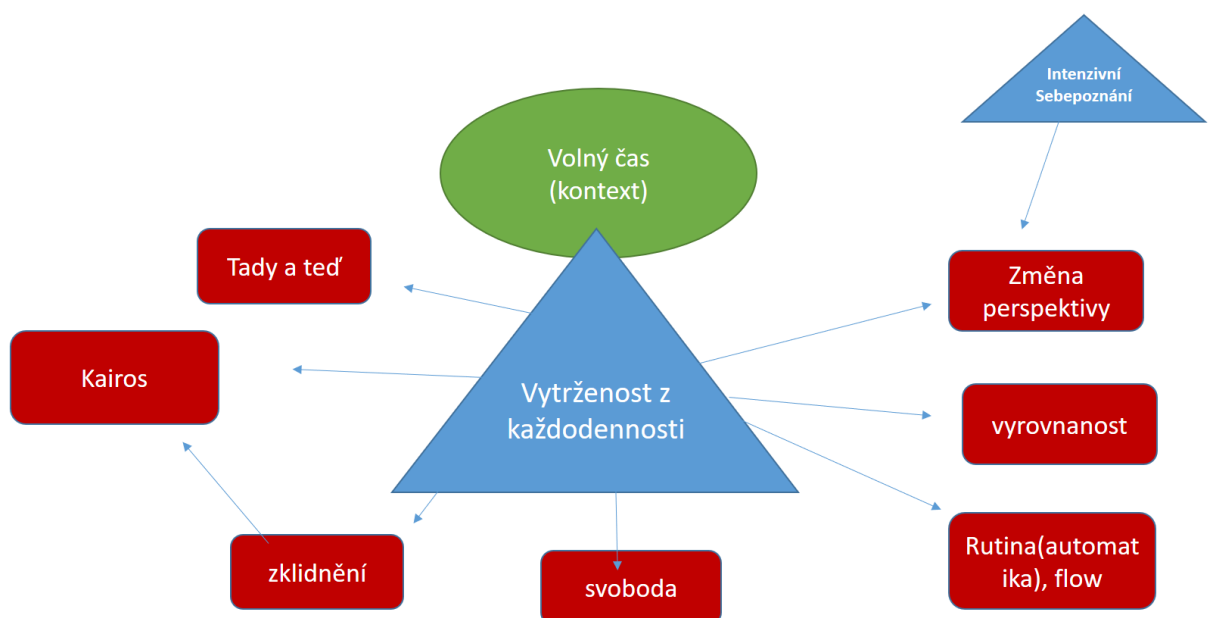 Intenzivní
Sebepoznání
Volný čas
(kontext)
Tady a teď
Změna
perspektivy
Kairos
Vytrženost z
každodennosti
vyrovnanost
Rutina(automat
ika), flow
zklidnění
svoboda